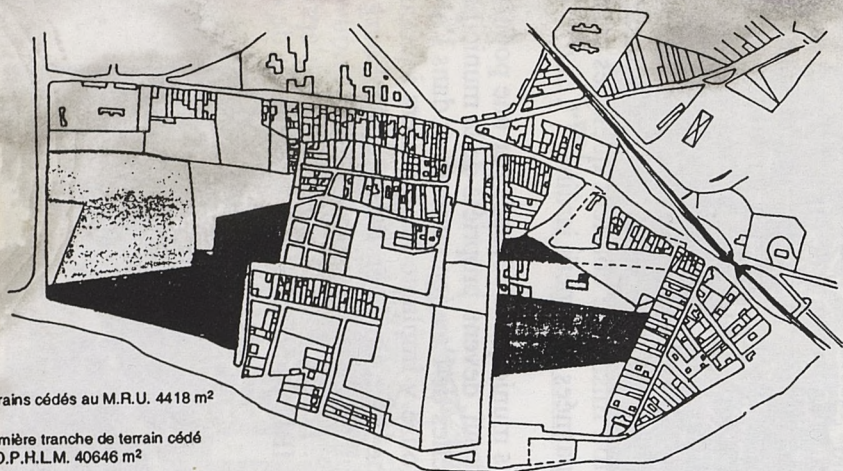 rains cédés au M.R.U. 4418 m²
mière tranche de terrain cédé
O.P.H.L.M. 40646 m²